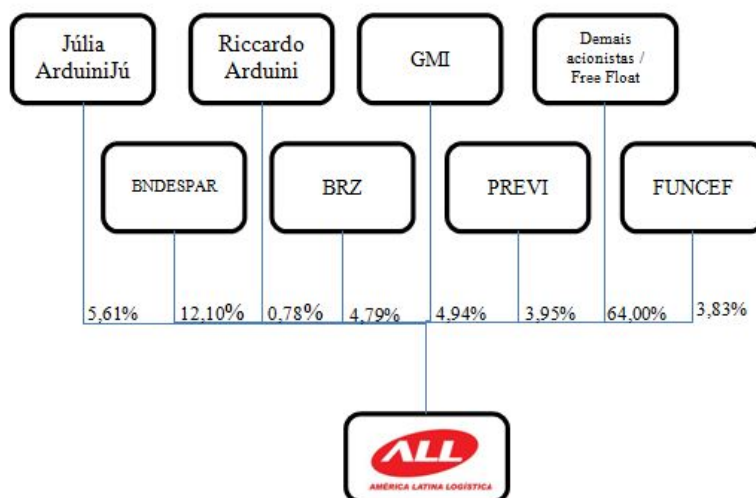 Júlia
ArduiniJú
Riccardo
Arduini
GMI
Demais
acionistas /
Free Float
BNDESPAR
BRZ
PREVI
FUNCEF
5,61%
12,10%
0,78%
4,79%
4,94%
3,95%
64,00%
3,83%
ALL
AMÉRICA LATINA LOGÍSTICA